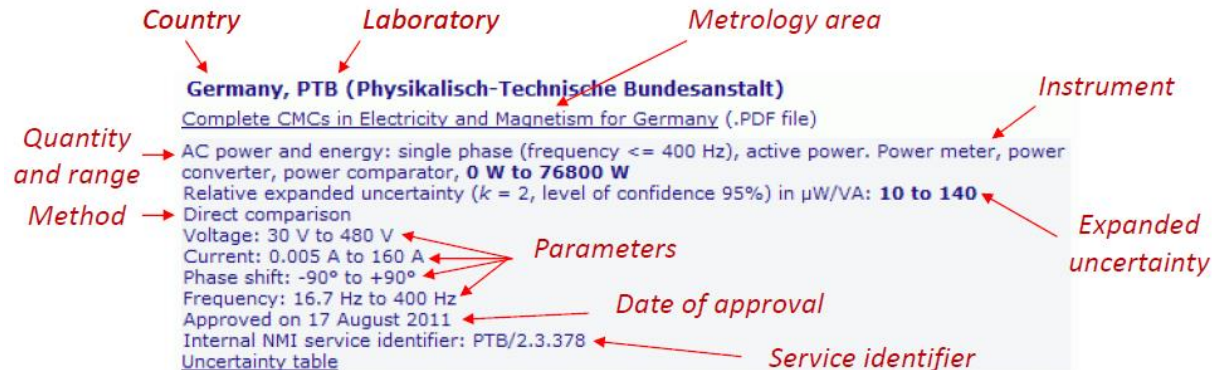 Country
Laboratory
Metrology area
Germany, PTB (Physikalisch-Technische Bundesanstalt)
Instrument
Complete CMCs in Electricity and Magnetism for Germany (.PDF file)
Quantity
and range
AC power and energy: single phase (frequency <= 400 Hz), active power. Power meter, power
converter, power comparator, 0 W to 76800 W
Relative expanded uncertainty (k = 2, level of confidence 95%) in µW/VA: 10 to 140
Method
Direct comparison
Expanded
uncertainty
Voltage: 30 V to 480 V
Current: 0.005 A to 160 A
Parameters
Phase shift: -90° to +90°
Frequency: 16.7 Hz to 400 Hz
Date of approval
Approved on 17 August 2011
Internal NMI service identifier: PTB/2.3.378
Service identifier
Uncertainty table